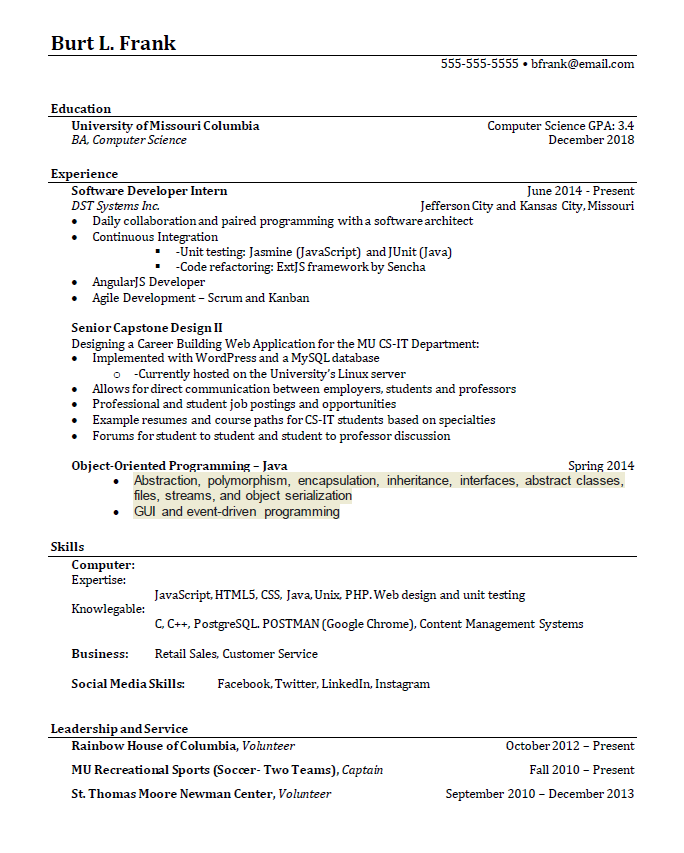 Burt L. Frank
555-555-5555 • bfrank@email.com
Education
University of Missouri Columbia Computer Science GPA: 3.4
BA, Computer Science December 2018
Experience
Software Developer Intern June 2014 - Present
DST Systems Inc. Jefferson City and Kansas City, Missouri
• Daily collaboration and paired programming with a software architect
• Continuous Integration
▪ -Unit testing: Jasmine (JavaScript) and JUnit (Java)
▪ -Code refactoring: ExtJS framework by Sencha
• AngularJS Developer
• Agile Development – Scrum and Kanban
Senior Capstone Design II
Designing a Career Building Web Application for the MU CS-IT Department:
• Implemented with WordPress and a MySQL database
o -Currently hosted on the University's Linux server
• Allows for direct communication between employers, students and professors
• Professional and student job postings and opportunities
• Example resumes and course paths for CS-IT students based on specialties
• Forums for student to student and student to professor discussion
Object-Oriented Programming – Java Spring 2014
• Abstraction, polymorphism, encapsulation, inheritance, interfaces, abstract classes,
files, streams, and object serialization
• GUI and event-driven programming
Skills
Computer:
Expertise:
JavaScript, HTML5, CSS, Java, Unix, PHP. Web design and unit testing
Knowlegable:
C, C++, PostgreSQL. POSTMAN (Google Chrome), Content Management Systems
Business: Retail Sales, Customer Service
Social Media Skills: Facebook, Twitter, LinkedIn, Instagram
Leadership and Service
Rainbow House of Columbia, Volunteer October 2012 – Present
MU Recreational Sports (Soccer- Two Teams), Captain Fall 2010 – Present
St. Thomas Moore Newman Center, Volunteer September 2010 – December 2013